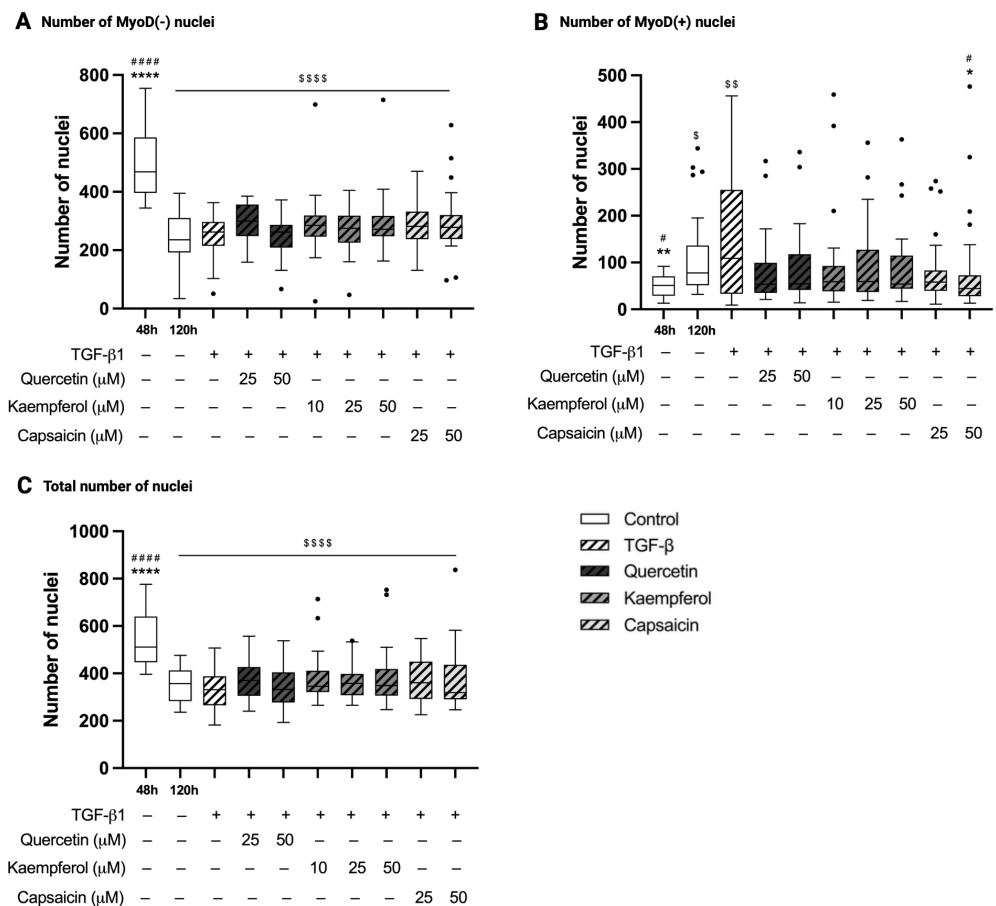 A Number of MyoD(-) nuclei
####
****
$$$$
Number of nuclei
800
600
400
200
0
48h 120h
TGF-β1 – – + + + + + + + +
Quercetin (μM) – – – 25 50 – – – – –
Kaempferol (μM) – – – – – 10 25 50 – –
Capsaicin (μM) – – – – – – – – 25 50
B Number of MyoD(+) nuclei
#
**
$
$$
#
*
Number of nuclei
500
400
300
200
100
0
48h 120h
TGF-β1 – – + + + + + + + +
Quercetin (μM) – – – 25 50 – – – – –
Kaempferol (μM) – – – – – 10 25 50 – –
Capsaicin (μM) – – – – – – – – 25 50
C Total number of nuclei
####
****
$$$$
Number of nuclei
1000
800
600
400
200
0
48h 120h
TGF-β1 – – + + + + + + + +
Quercetin (μM) – – – 25 50 – – – – –
Kaempferol (μM) – – – – – 10 25 50 – –
Capsaicin (μM) – – – – – – – – 25 50
Control
TGF-β
Quercetin
Kaempferol
Capsaicin